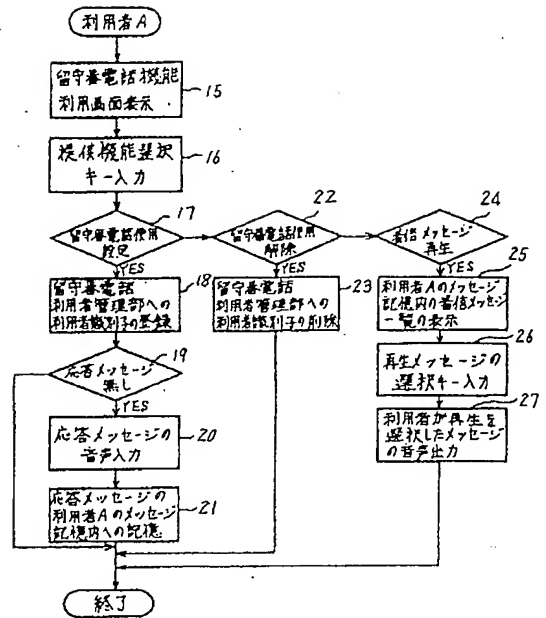 利用者A
留守番電話機能
利用画面表示
15
提供機能選択
キー入力
16
留守番電話使用
設定
17
YES
留守番電話
利用者管理部への
利用者識別子の登録
18
応答メッセージ
無し
19
YES
応答メッセージの
音声入力
20
応答メッセージの
利用者Aのメッセージ
記憶内への記憶
21
留守番電話使用
解除
22
YES
留守番電話
利用者管理部への
利用者識別子の削除
23
着信メッセージ
再生
24
YES
利用者Aのメッセージ
記憶内の着信メッセージ
一覧の表示
25
再生メッセージの
選択キー入力
26
利用者が再生を
選択したメッセージ
の音声出力
27
終了